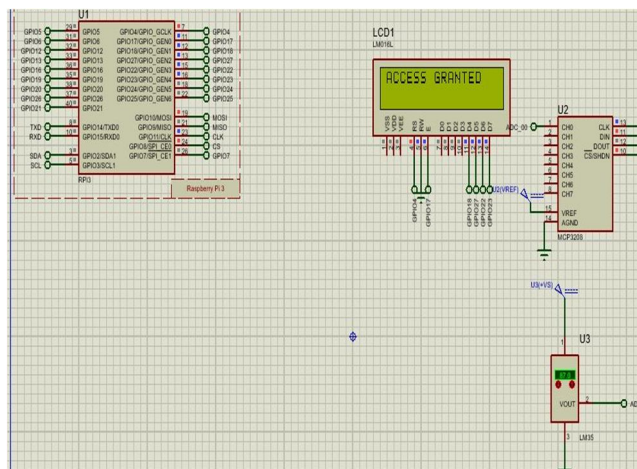 U1
GPIO5
GPIO6
GPIO12
GPIO13
GPIO16
GPIO19
GPIO20
GPIO26
GPIO21
TXD
RXD
SDA
SCL
GPIO5
GPIO6
GPIO12
GPIO13
GPIO16
GPIO19
GPIO20
GPIO26
GPIO21
GPIO14/TXD0
GPIO15/RXD0
GPIO2/SDA1
GPIO3/SCL1
GPIO4/GPIO_GCLK
GPIO17/GPIO_GEN0
GPIO18/GPIO_GEN1
GPIO27/GPIO_GEN2
GPIO22/GPIO_GEN3
GPIO23/GPIO_GEN4
GPIO24/GPIO_GEN5
GPIO25/GPIO_GEN6
GPIO10/MOSI
GPIO9/MISO
GPIO11/CLK
GPIO8/SPI_CE0
GPIO7/SPI_CE1
GPIO4
GPIO17
GPIO18
GPIO27
GPIO22
GPIO23
GPIO24
GPIO25
MOSI
MISO
CLK
CS
GPIO7
RPI3
Raspberry Pi 3
LCD1
LM016L
ACCESS GRANTED
VSS
VDD
VEE
RS
RW
E
D0
D1
D2
D3
D4
D5
D6
D7
GPIO4
GPIO17
GPIO18
GPIO27
GPIO22
GPIO23
U2
ADC_00
CH0
CH1
CH2
CH3
CH4
CH5
CH6
CH7
VREF
AGND
CLK
DIN
DOUT
CS/SHDN
MCP3208
U2(VREF)
U3(+VS)
U3
1
VOUT
2
3
LM35